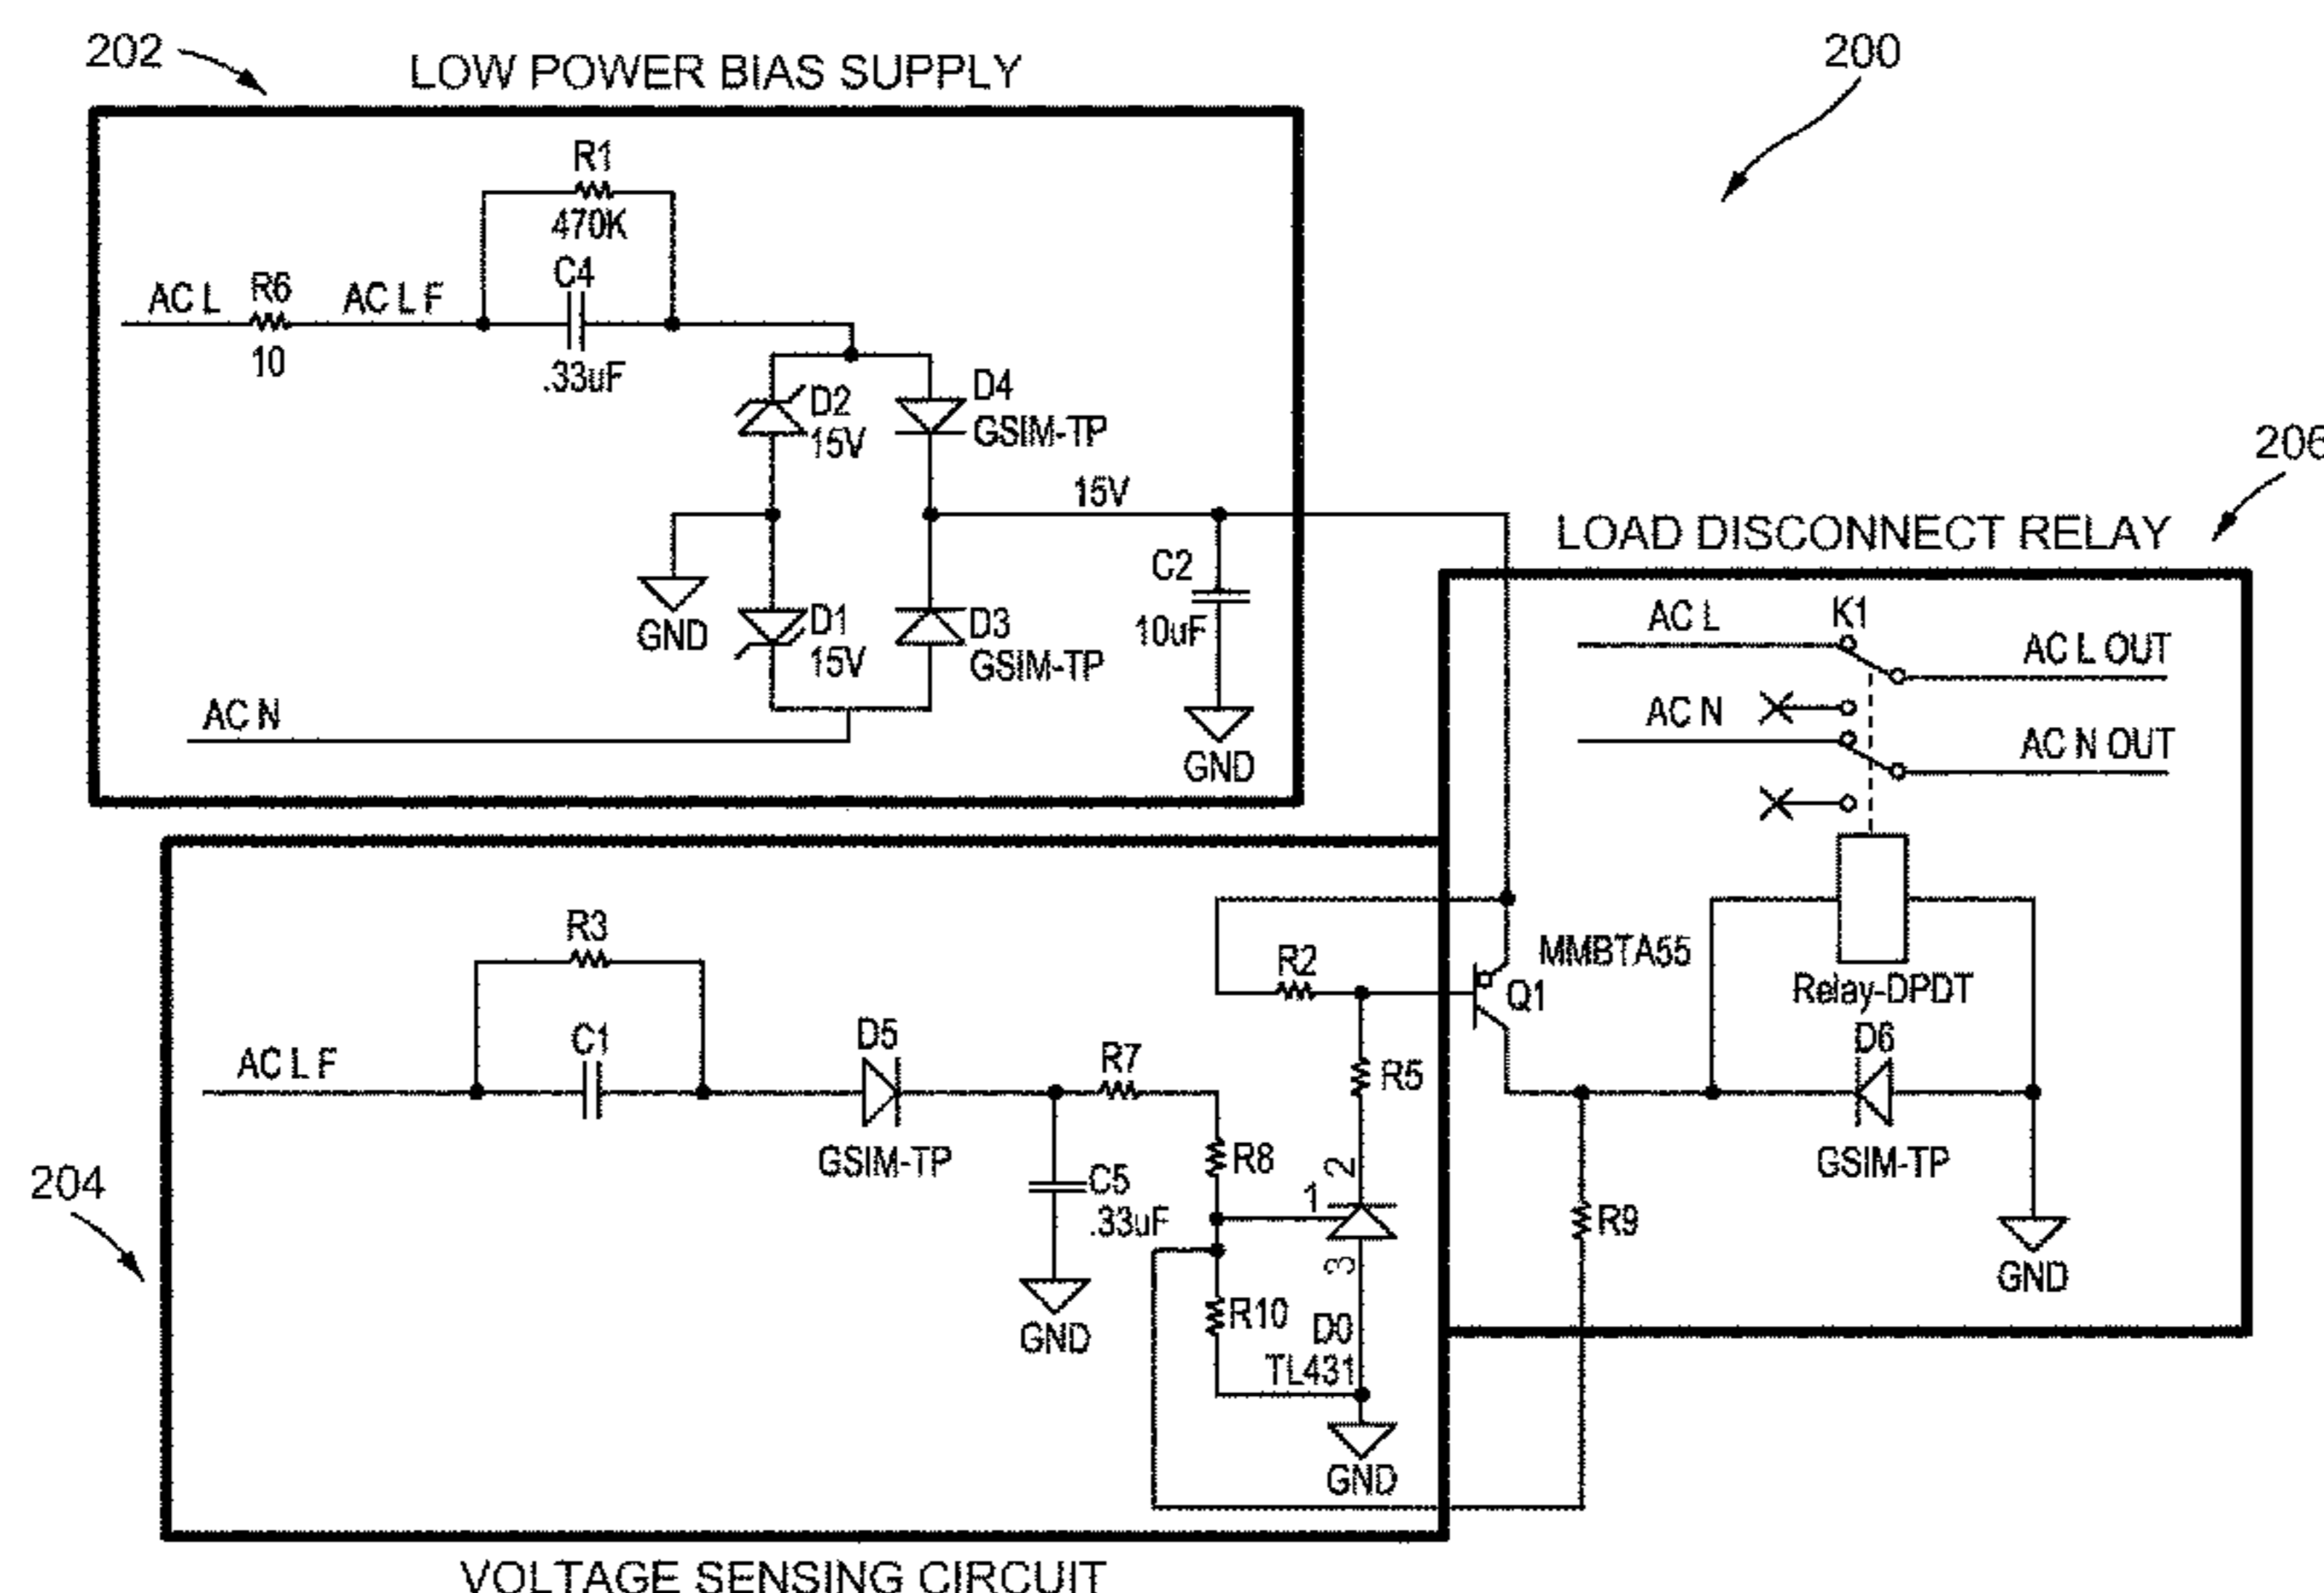 202
LOW POWER BIAS SUPPLY
200
R1
470K
AC L
R6
10
AC L F
C4
.33uF
D2
15V
D4
GSIM-TP
15V
GND
D1
15V
D3
GSIM-TP
C2
10uF
GND
AC N
206
LOAD DISCONNECT RELAY
AC L
K1
AC L OUT
AC N
AC N OUT
Relay-DPDT
MMBTA55
Q1
D6
GSIM-TP
GND
R9
204
R3
AC L F
C1
D5
GSIM-TP
R7
R2
R5
R8
C5
.33uF
GND
1
2
3
R10
D0
TL431
GND
VOLTAGE SENSING CIRCUIT